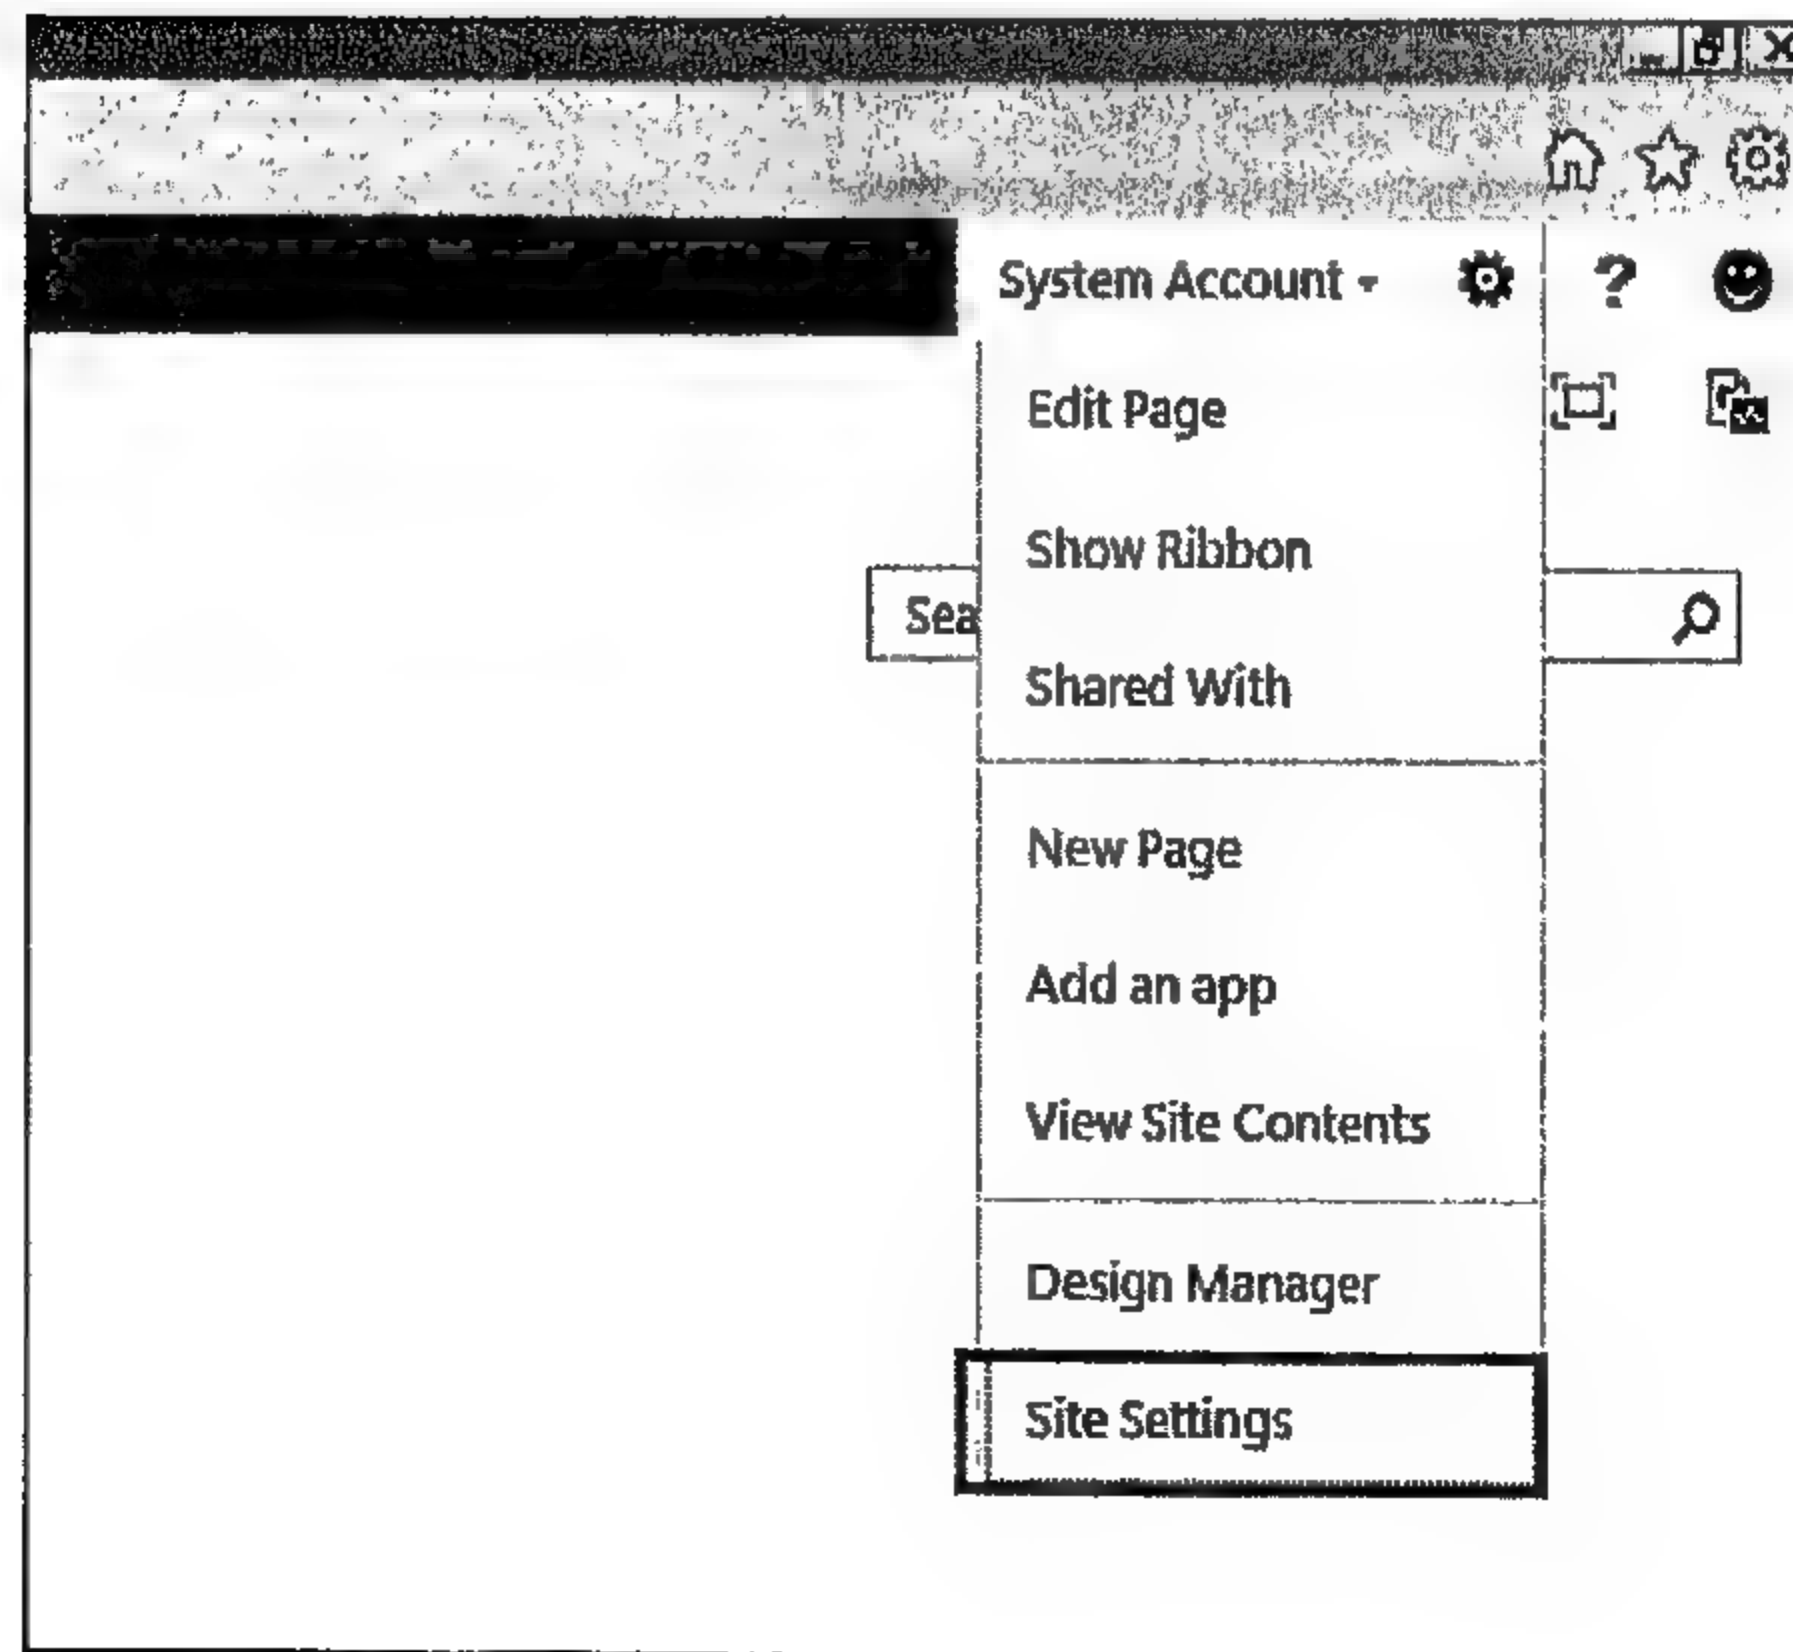 System Account
?
Edit Page
Show Ribbon
Sea
Shared With
New Page
Add an app
View Site Contents
Design Manager
Site Settings